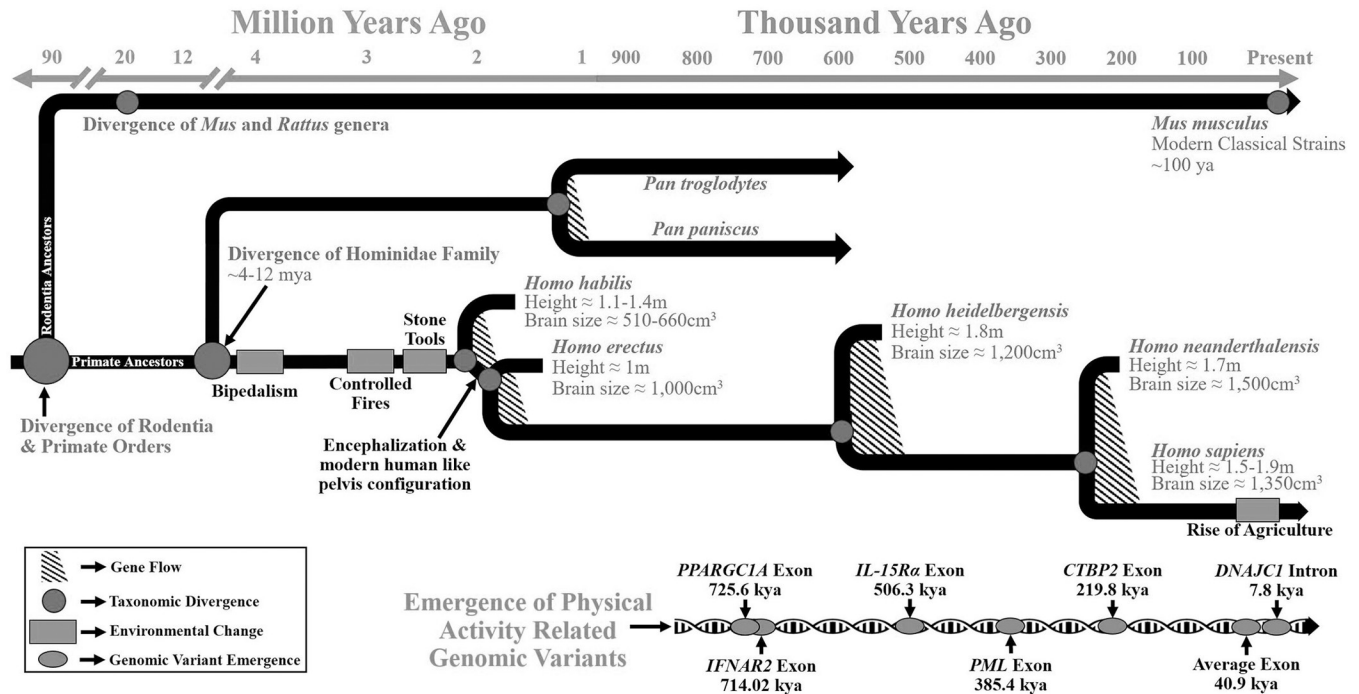 Million Years Ago
Thousand Years Ago
90 20 12 4 3 2 1 900 800 700 600 500 400 300 200 100 Present
Divergence of Mus and Rattus genera
Mus musculus
Modern Classical Strains
~100 ya
Rodentia Ancestors
Pan troglodytes
Pan paniscus
Divergence of Hominidae Family
~4-12 mya
Primate Ancestors
Divergence of Rodentia
& Primate Orders
Bipedalism
Controlled
Fires
Stone
Tools
Homo habilis
Height ≈ 1.1-1.4m
Brain size ≈ 510-660cm³
Homo erectus
Height ≈ 1m
Brain size ≈ 1,000cm³
Encephalization &
modern human like
pelvis configuration
Homo heidelbergensis
Height ≈ 1.8m
Brain size ≈ 1,200cm³
Homo neanderthalensis
Height ≈ 1.7m
Brain size ≈ 1,500cm³
Homo sapiens
Height ≈ 1.5-1.9m
Brain size ≈ 1,350cm³
Rise of Agriculture
Gene Flow
Taxonomic Divergence
Environmental Change
Genomic Variant Emergence
Emergence of Physical
Activity Related
Genomic Variants
PPARGC1A Exon
725.6 kya
IL-15Rα Exon
506.3 kya
CTBP2 Exon
219.8 kya
DNAJC1 Intron
7.8 kya
IFNAR2 Exon
714.02 kya
PML Exon
385.4 kya
Average Exon
40.9 kya